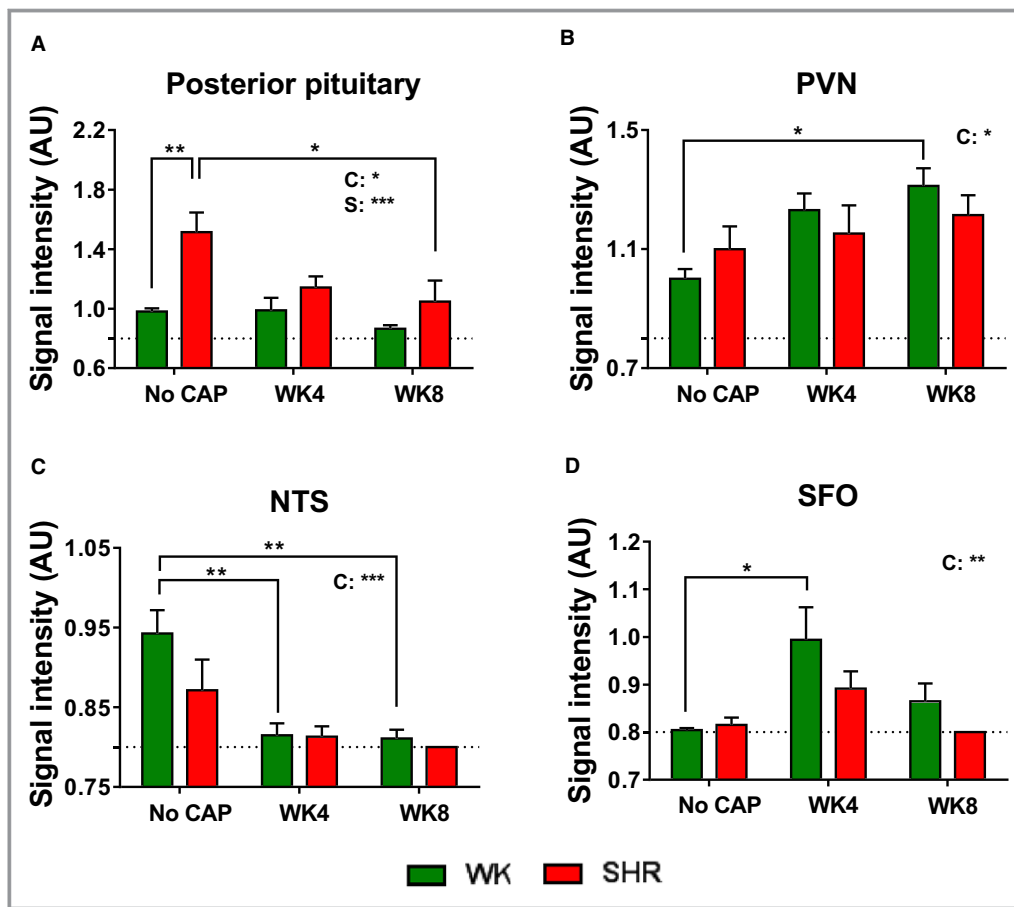 A
Posterior pituitary
Signal intensity (AU)
2.2
1.8
1.4
1.0
0.6
**
*
C: *
S: ***
No CAP WK4 WK8
B
PVN
Signal intensity (AU)
1.5
1.1
0.7
*
C: *
No CAP WK4 WK8
C
NTS
Signal intensity (AU)
1.05
0.95
0.85
0.75
**
**
C: ***
No CAP WK4 WK8
D
SFO
Signal intensity (AU)
1.2
1.1
1.0
0.9
0.8
0.7
*
C: **
No CAP WK4 WK8
WK SHR